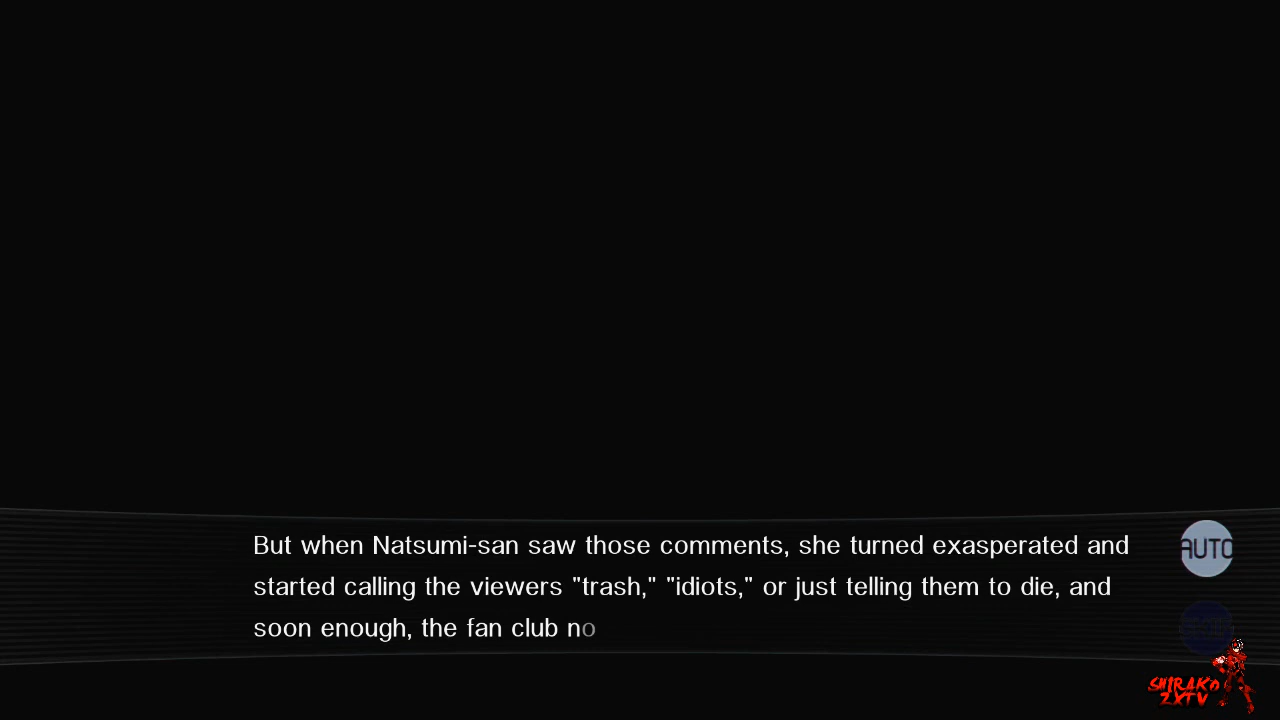 But when Natsumi-san saw those comments, she turned exasperated and
started calling the viewers "trash," "idiots," or just telling them to die, and
soon enough, the fan club no
AUTO
SHIRAKO
ZXTV